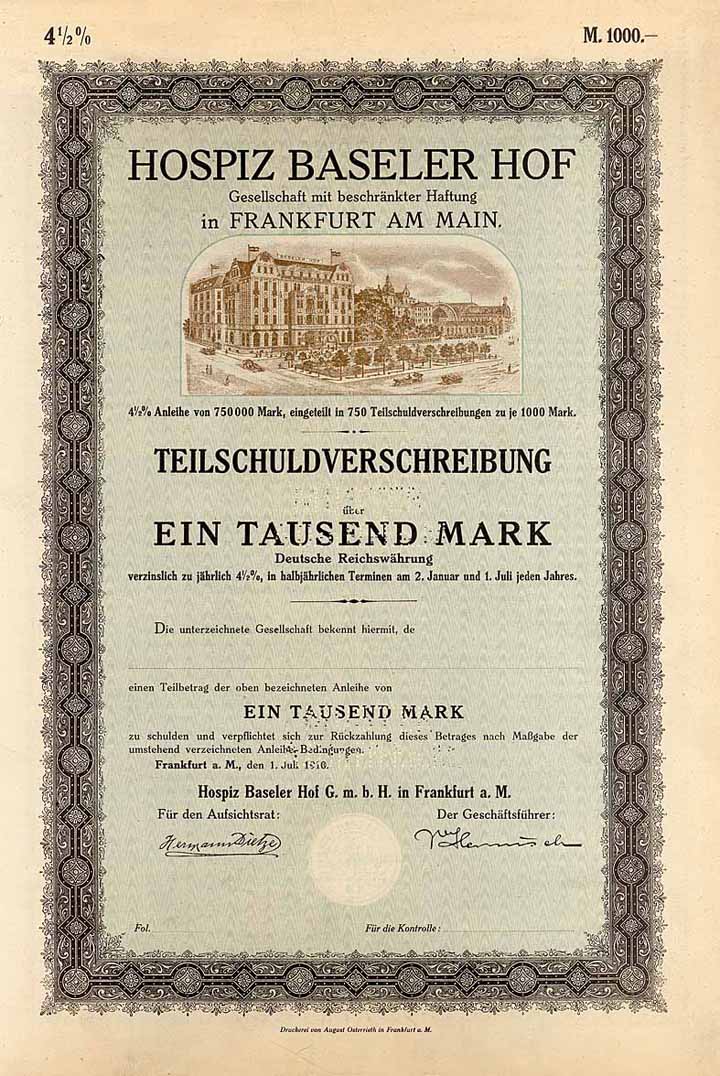 4½% M. 1000.—
HOSPIZ BASELER HOF
Gesellschaft mit beschränkter Haftung
in FRANKFURT AM MAIN.
BASELER HOF
4½% Anleihe von 750000 Mark, eingeteilt in 750 Teilschuldverschreibungen zu je 1000 Mark.
TEILSCHULDVERSCHREIBUNG
über
EIN TAUSEND MARK
Deutsche Reichswährung
verzinslich zu jährlich 4½%, in halbjährlichen Terminen am 2. Januar und 1. Juli jeden Jahres.
Die unterzeichnete Gesellschaft bekennt hiermit, de
einen Teilbetrag der oben bezeichneten Anleihe von
EIN TAUSEND MARK
zu schulden und verpflichtet sich zur Rückzahlung dieses Betrages nach Maßgabe der
umstehend verzeichneten Anleihe-Bedingungen.
Frankfurt a. M., den 1. Juli
Hospiz Baseler Hof G. m. b. H. in Frankfurt a. M.
Für den Aufsichtsrat: Der Geschäftsführer:
Hermann Dietze
Fol. Für die Kontrolle:
Druckerei von August Osterrieth in Frankfurt a. M.